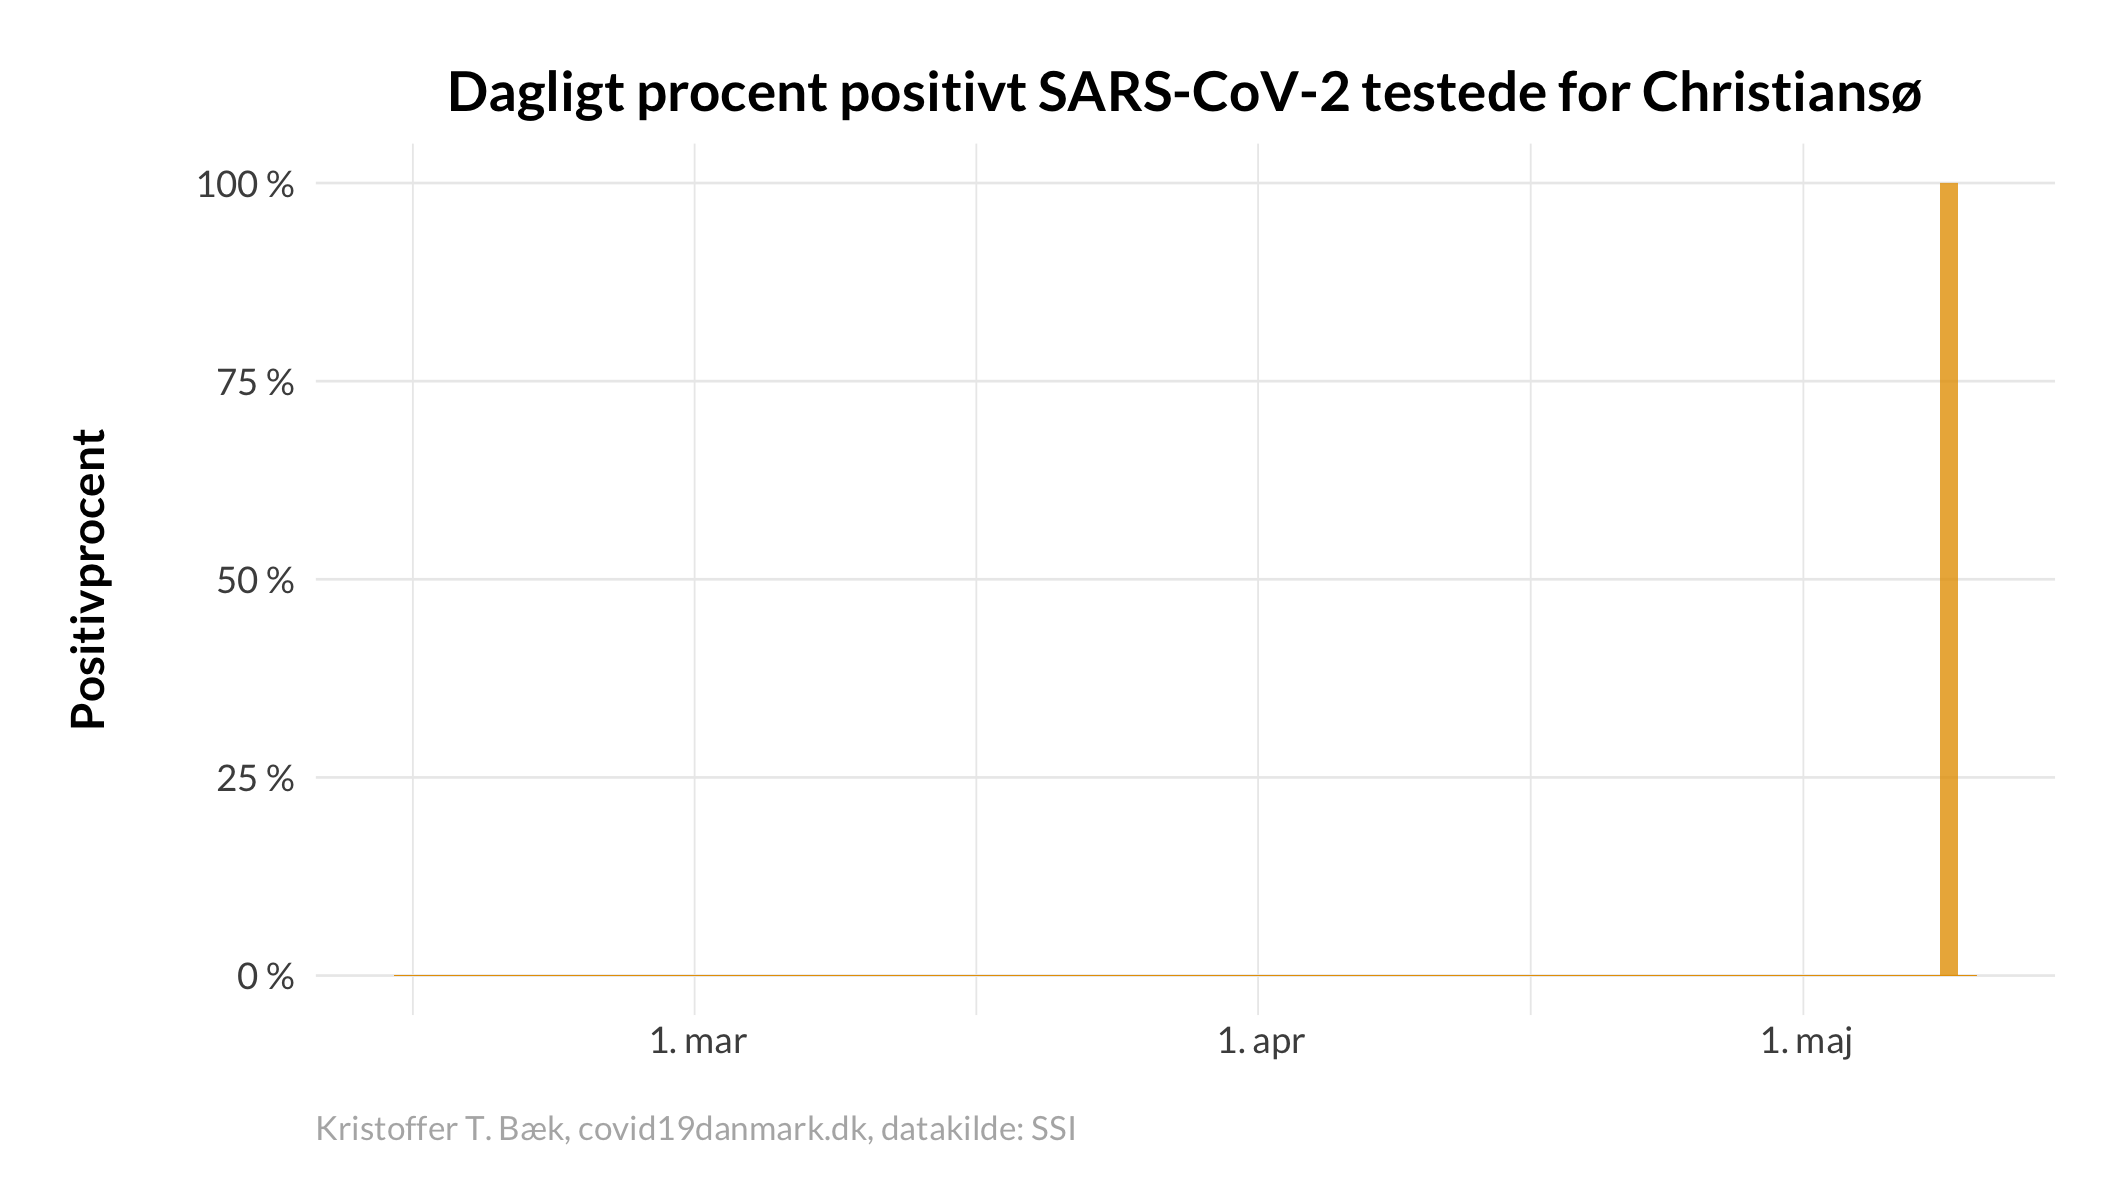 Dagligt procent positivt SARS-CoV-2 testede for Christiansø
100 %
75 %
50 %
25 %
0 %
Positivprocent
1. mar
1. apr
1. maj
Kristoffer T. Bæk, covid19danmark.dk, datakilde: SSI